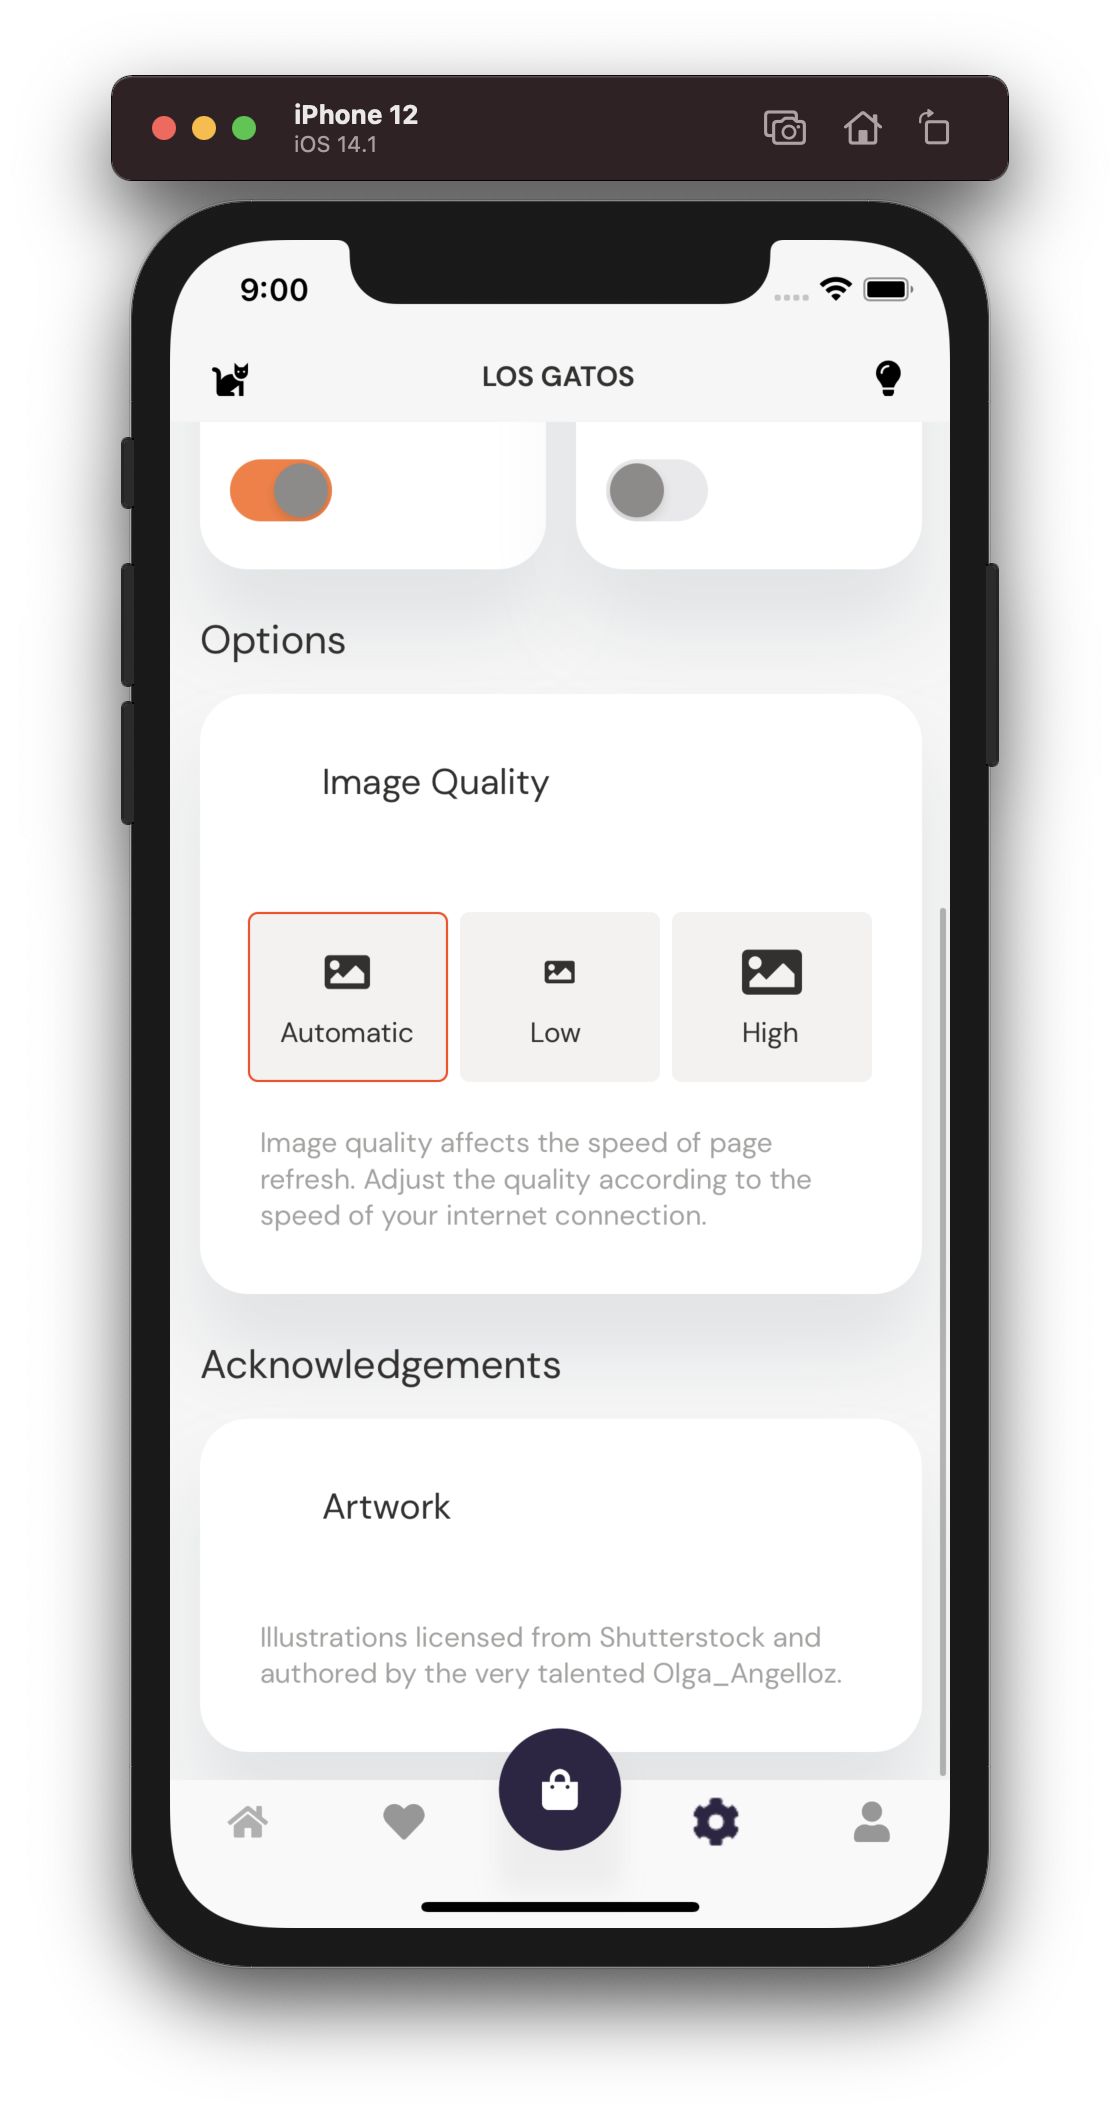 iPhone 12
iOS 14.1
9:00
LOS GATOS
Options
Image Quality
Automatic
Low
High
Image quality affects the speed of page
refresh. Adjust the quality according to the
speed of your internet connection.
Acknowledgements
Artwork
Illustrations licensed from Shutterstock and
authored by the very talented Olga_Angelloz.